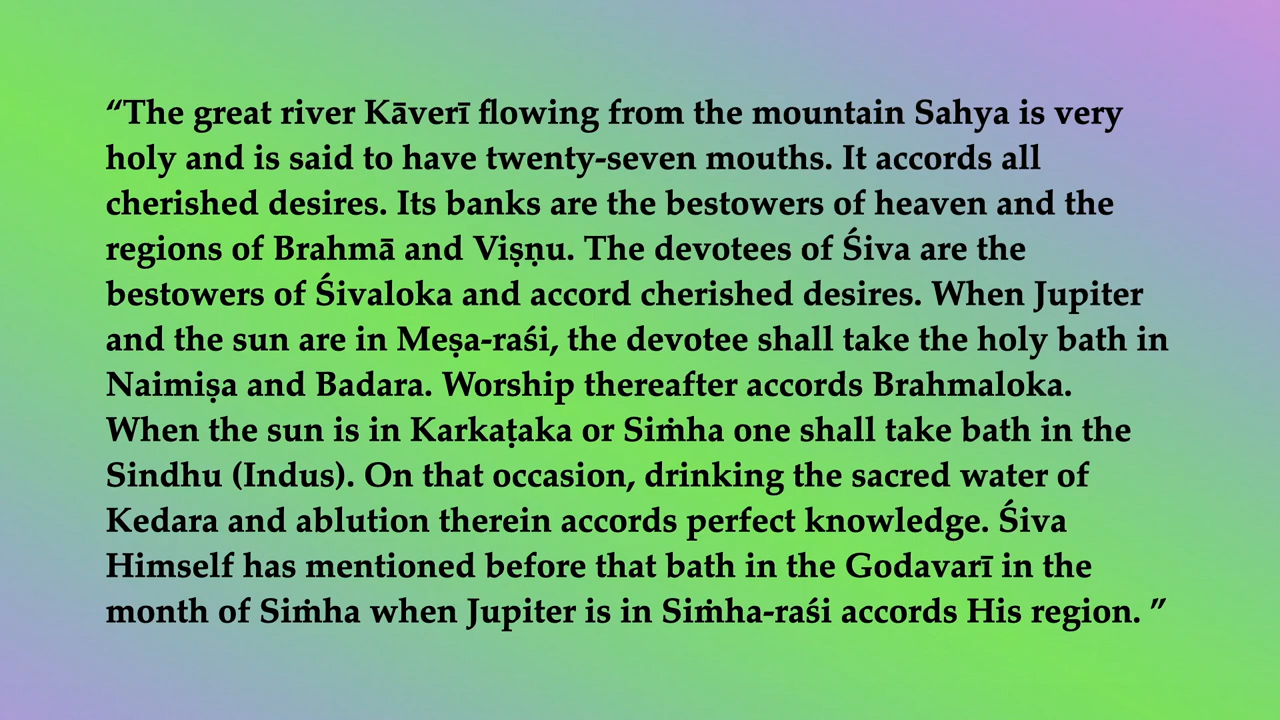 “The great river Kāverī flowing from the mountain Sahya is very
holy and is said to have twenty-seven mouths. It accords all
cherished desires. Its banks are the bestowers of heaven and the
regions of Brahmā and Viṣṇu. The devotees of Śiva are the
bestowers of Śivaloka and accord cherished desires. When Jupiter
and the sun are in Meṣa-raśi, the devotee shall take the holy bath in
Naimiṣa and Badara. Worship thereafter accords Brahmaloka.
When the sun is in Karkaṭaka or Siṁha one shall take bath in the
Sindhu (Indus). On that occasion, drinking the sacred water of
Kedara and ablution therein accords perfect knowledge. Śiva
Himself has mentioned before that bath in the Godavarī in the
month of Siṁha when Jupiter is in Siṁha-raśi accords His region. ”